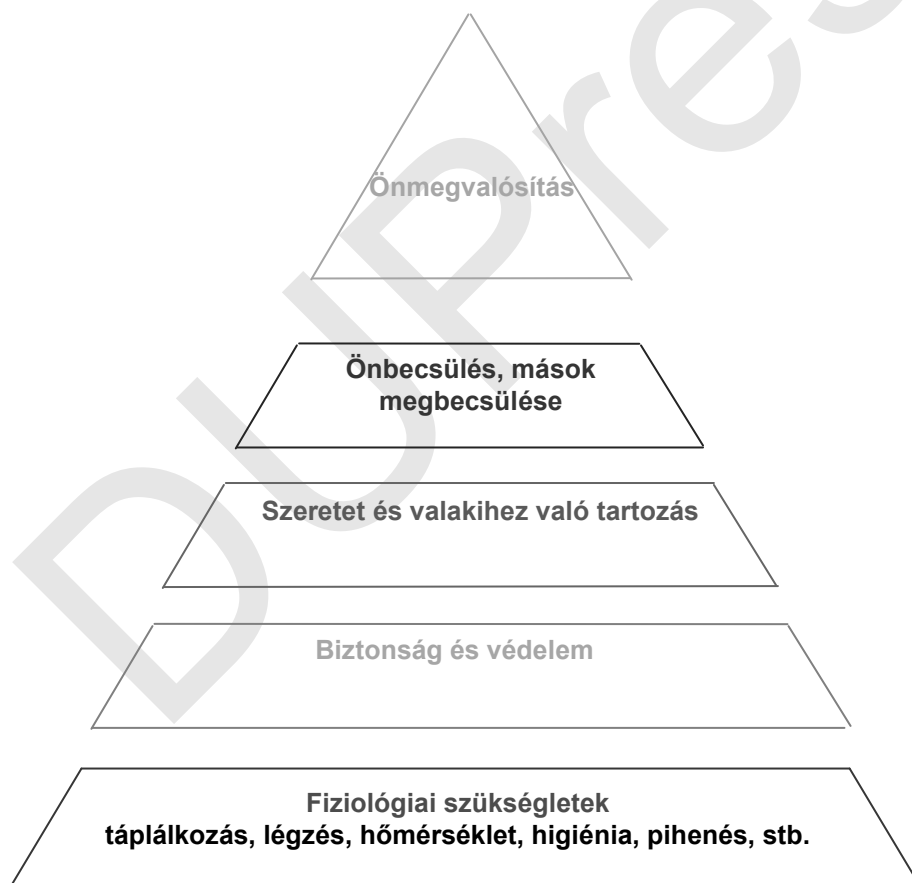 Önmegvalósítás
Önbecsülés, mások
megbecsülése
Szeretet és valakihez való tartozás
Biztonság és védelem
Fiziológiai szükségletek
táplálkozás, légzés, hőmérséklet, higiénia, pihenés, stb.
DUPres